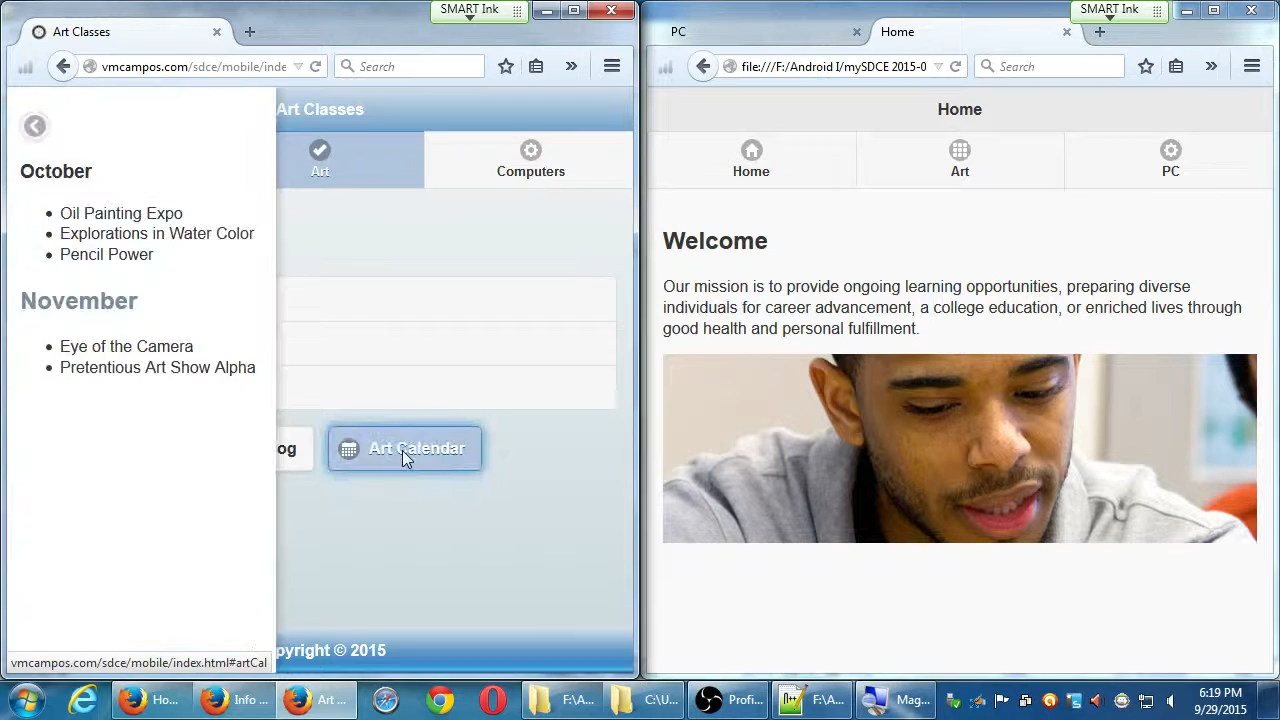 SMART Ink
SMART Ink
Art Classes
PC
Home
vmcampos.com/sdce/mobile/inde
Search
file:///F:/Android I/mySDCE 2015-0
Search
Art Classes
Home
Art
Computers
Home
Art
PC
October
Oil Painting Expo
Explorations in Water Color
Pencil Power
November
Eye of the Camera
Pretentious Art Show Alpha
Welcome
Our mission is to provide ongoing learning opportunities, preparing diverse
individuals for career advancement, a college education, or enriched lives through
good health and personal fulfillment.
og
Art Calendar
pyright © 2015
vmcampos.com/sdce/mobile/index.html#artCal
Ho...
Info ...
Art ...
F:\A...
C:\U...
Profi...
F:\A...
Mag...
6:19 PM
9/29/2015